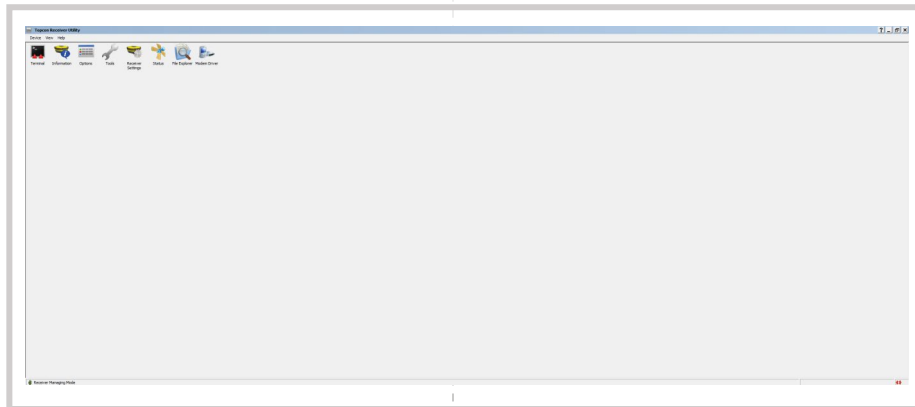 Topcon Receiver Utility
Device View Help
Terminal Information Options Tools Receiver Settings Status File Explorer Modem Driver
Receiver Managing Mode